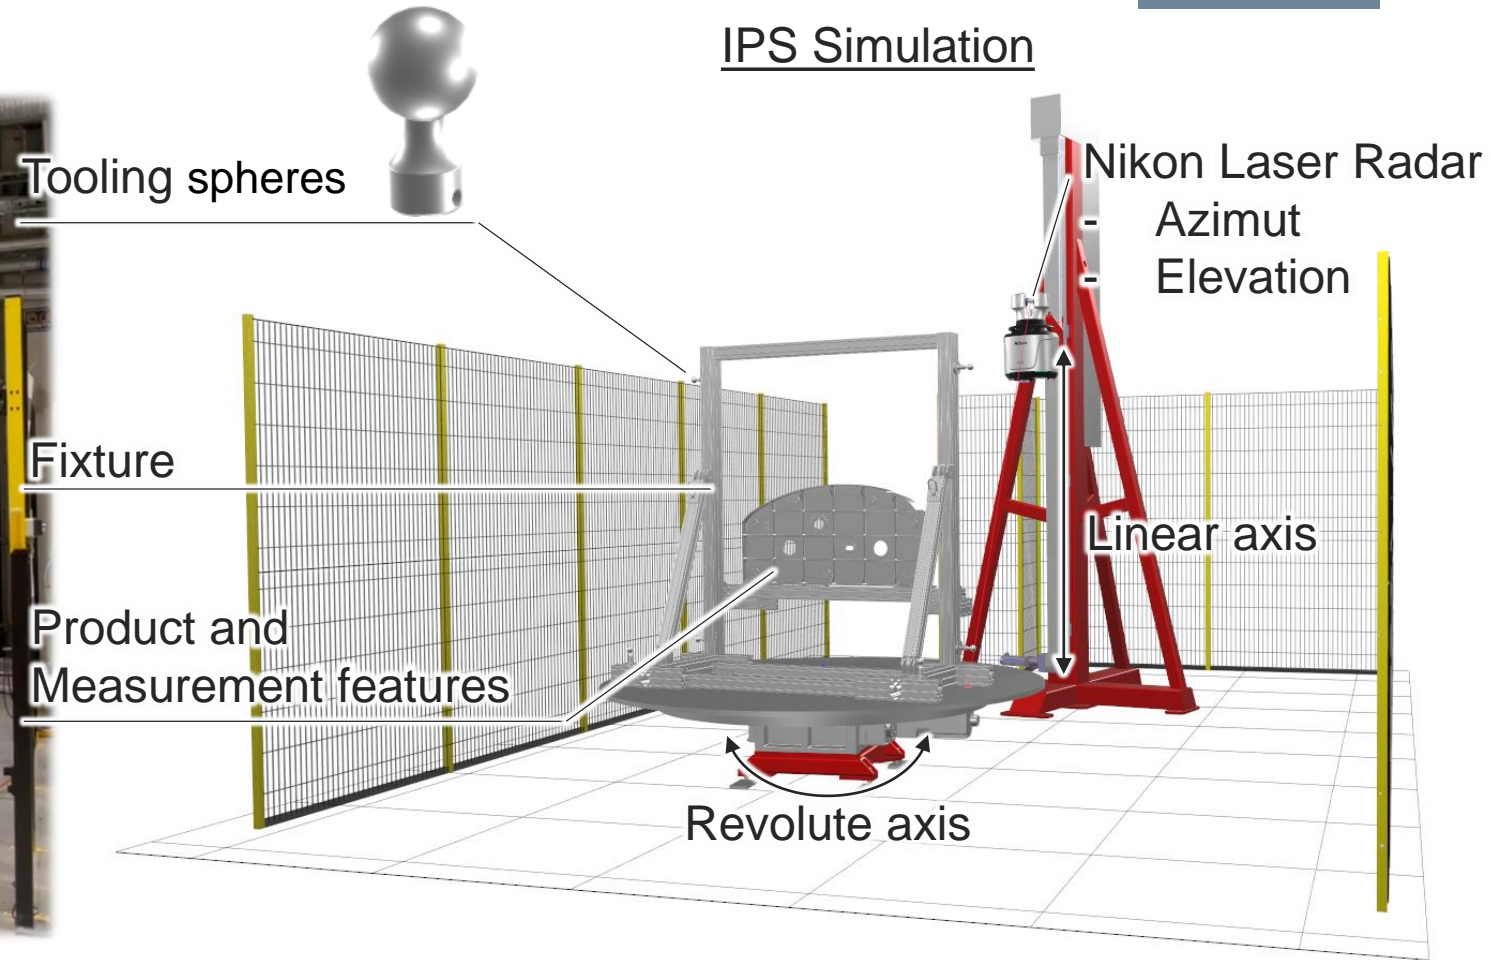 IPS Simulation
Tooling spheres
Nikon Laser Radar
- Azimut
- Elevation
Fixture
Linear axis
Product and
Measurement features
Revolute axis